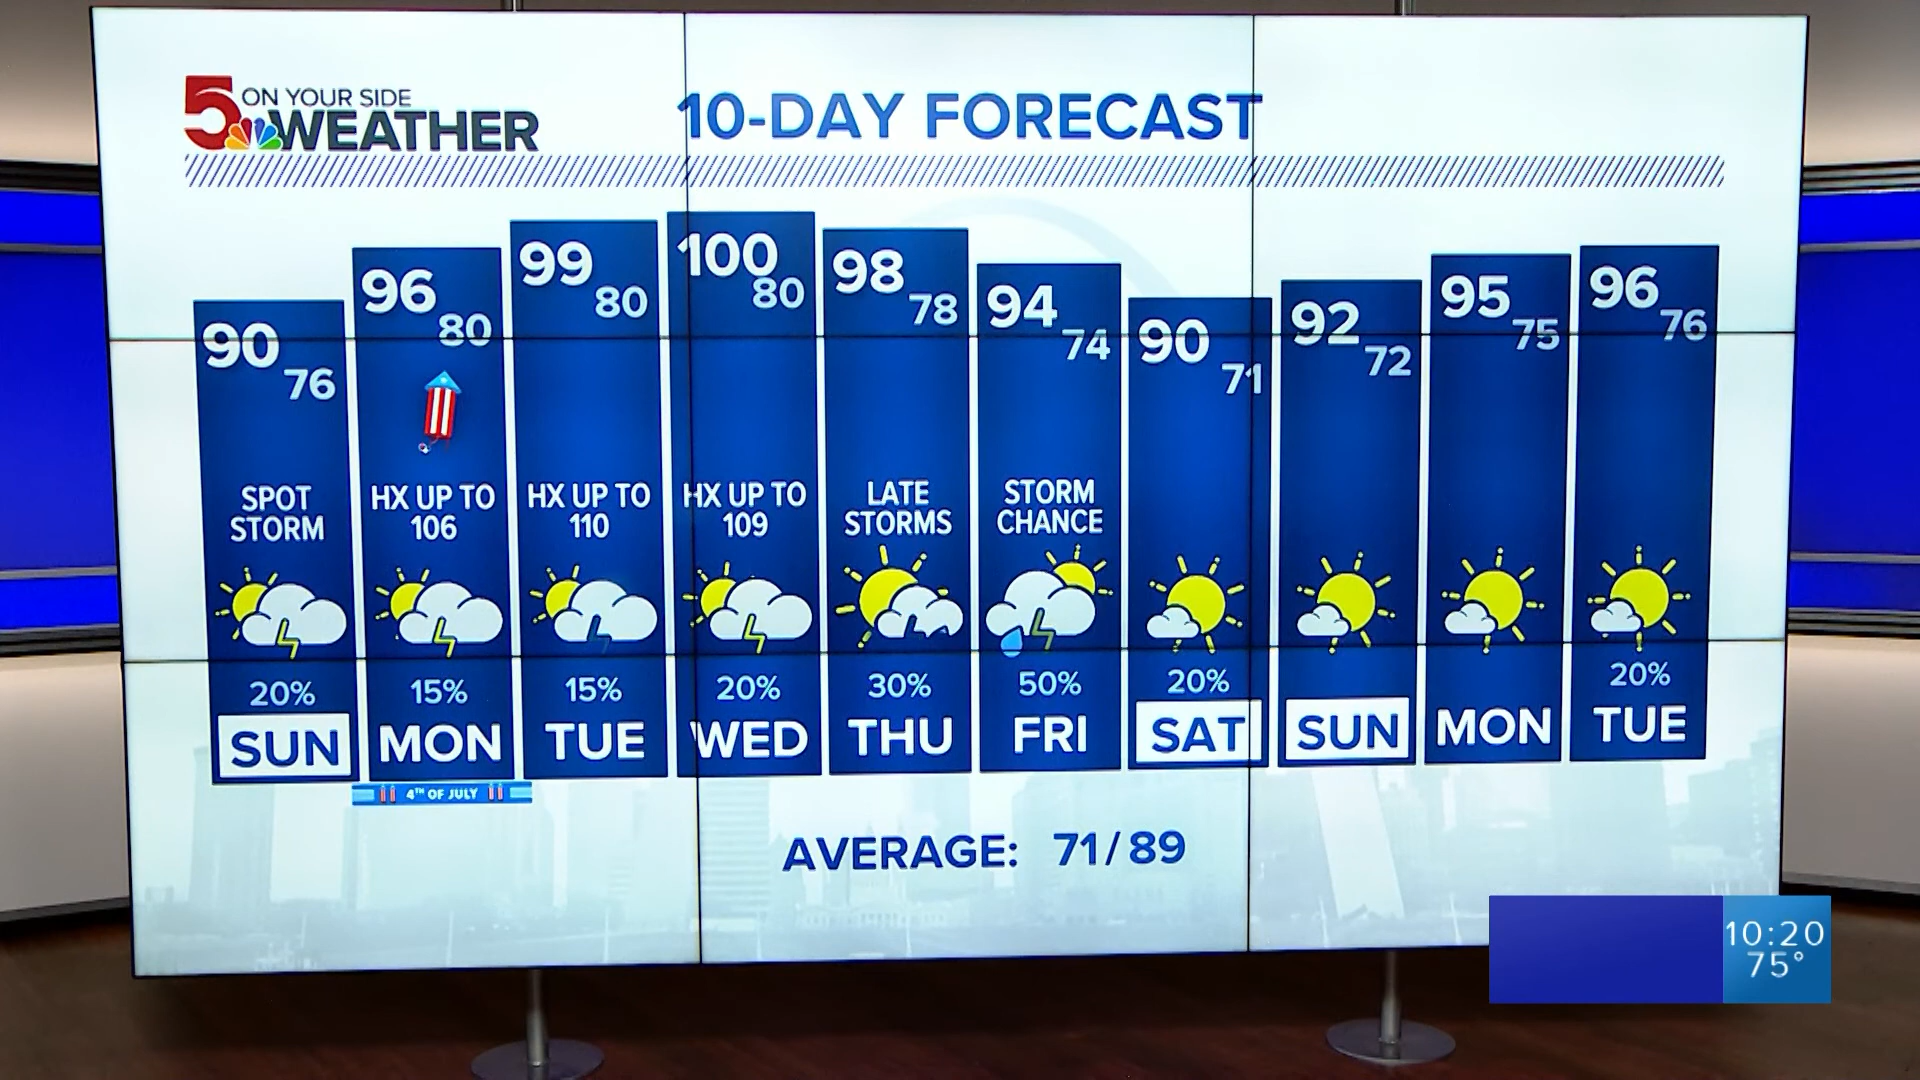 5 ON YOUR SIDE
WEATHER
10-DAY FORECAST
90 76
SPOT
STORM
20%
SUN
96 80
HX UP TO
106
15%
MON
4TH OF JULY
99 80
HX UP TO
110
15%
TUE
100 80
HX UP TO
109
20%
WED
98 78
LATE
STORMS
30%
THU
94 74
STORM
CHANCE
50%
FRI
90 71
20%
SAT
92 72
SUN
95 75
MON
96 76
20%
TUE
AVERAGE: 71/89
10:20
75°